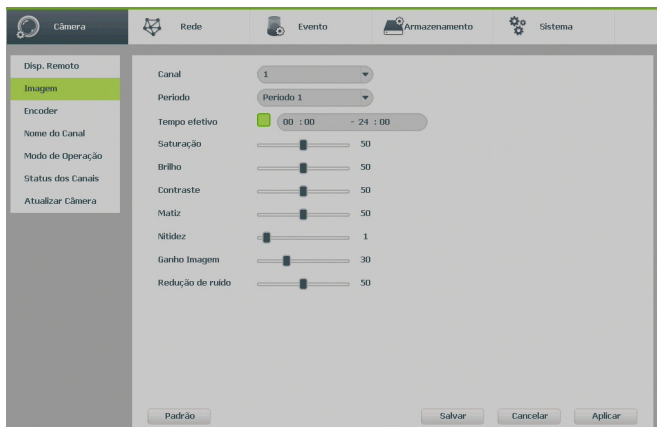 Câmera Rede Evento Armazenamento Sistema
Disp. Remoto
Imagem
Encoder
Nome do Canal
Modo de Operação
Status dos Canais
Atualizar Câmera
Canal 1
Periodo Periodo 1
Tempo efetivo 00 : 00 - 24 : 00
Saturação 50
Brilho 50
Contraste 50
Matiz 50
Nitidez 1
Ganho Imagem 30
Redução de ruído 50
Padrão Salvar Cancelar Aplicar